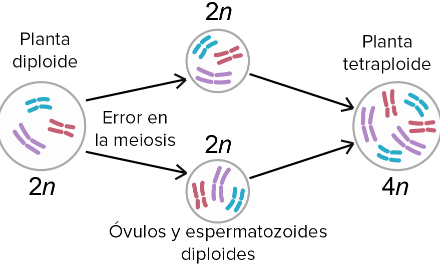 2n
Planta
diploide
Planta
tetraploide
Error en
la meiosis
2n
2n
4n
Óvulos y espermatozoides
diploides